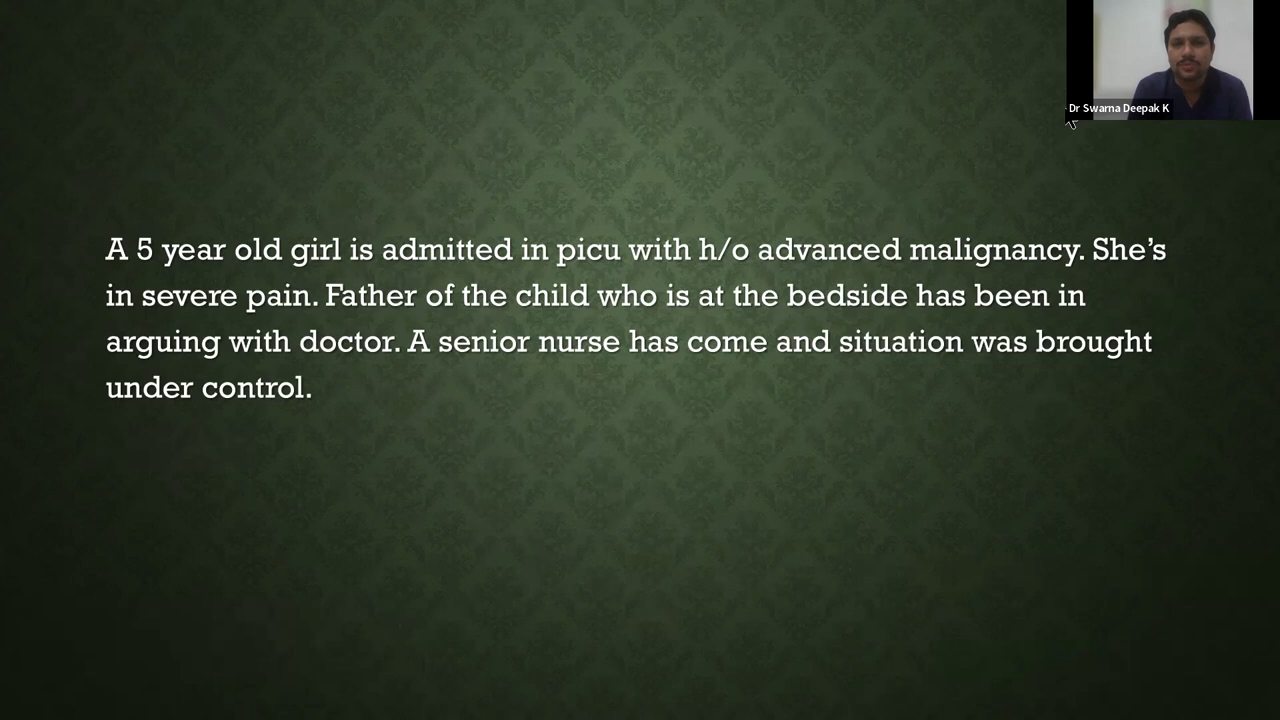 Dr Swarna Deepak K
A 5 year old girl is admitted in picu with h/o advanced malignancy. She’s
in severe pain. Father of the child who is at the bedside has been in
arguing with doctor. A senior nurse has come and situation was brought
under control.